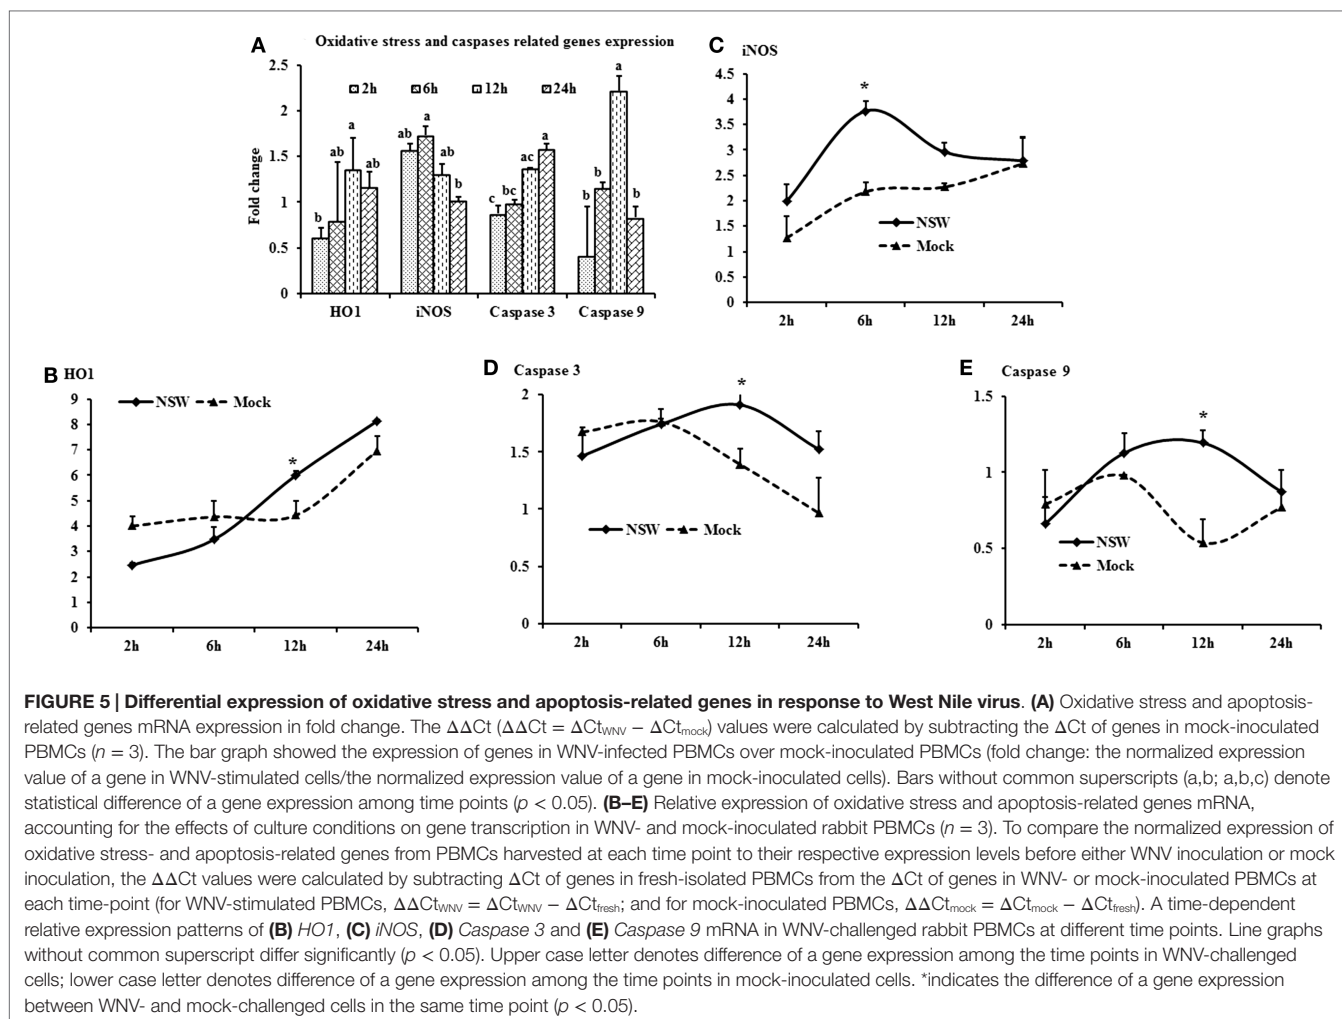 A
Oxidative stress and caspases related genes expression
2.5
2
1.5
1
0.5
0
Fold change
2h 6h 12h 24h
b ab a ab
ab a ab b
c bc ac a
b b a b
HO1 iNOS Caspase 3 Caspase 9
C
iNOS
4.5
4
3.5
3
2.5
2
1.5
1
0.5
0
*
NSW
Mock
2h 6h 12h 24h
B HO1
9
8
7
6
5
4
3
2
1
0
NSW Mock
*
2h 6h 12h 24h
D Caspase 3
2
1.5
1
0.5
0
*
NSW Mock
2h 6h 12h 24h
E Caspase 9
1.5
1
0.5
0
*
NSW
Mock
2h 6h 12h 24h
FIGURE 5 | Differential expression of oxidative stress and apoptosis-related genes in response to West Nile virus. (A) Oxidative stress and apoptosis-
related genes mRNA expression in fold change. The ΔΔCt (ΔΔCt = ΔCtWNV − ΔCtmock) values were calculated by subtracting the ΔCt of genes in mock-inoculated
PBMCs (n = 3). The bar graph showed the expression of genes in WNV-infected PBMCs over mock-inoculated PBMCs (fold change: the normalized expression
value of a gene in WNV-stimulated cells/the normalized expression value of a gene in mock-inoculated cells). Bars without common superscripts (a,b; a,b,c) denote
statistical difference of a gene expression among time points (p < 0.05). (B–E) Relative expression of oxidative stress and apoptosis-related genes mRNA,
accounting for the effects of culture conditions on gene transcription in WNV- and mock-inoculated rabbit PBMCs (n = 3). To compare the normalized expression of
oxidative stress- and apoptosis-related genes from PBMCs harvested at each time point to their respective expression levels before either WNV inoculation or mock
inoculation, the ΔΔCt values were calculated by subtracting ΔCt of genes in fresh-isolated PBMCs from the ΔCt of genes in WNV- or mock-inoculated PBMCs at
each time-point (for WNV-stimulated PBMCs, ΔΔCtWNV = ΔCtWNV − ΔCtfresh; and for mock-inoculated PBMCs, ΔΔCtmock = ΔCtmock − ΔCtfresh). A time-dependent
relative expression patterns of (B) HO1, (C) iNOS, (D) Caspase 3 and (E) Caspase 9 mRNA in WNV-challenged rabbit PBMCs at different time points. Line graphs
without common superscript differ significantly (p < 0.05). Upper case letter denotes difference of a gene expression among the time points in WNV-challenged
cells; lower case letter denotes difference of a gene expression among the time points in mock-inoculated cells. *indicates the difference of a gene expression
between WNV- and mock-challenged cells in the same time point (p < 0.05).